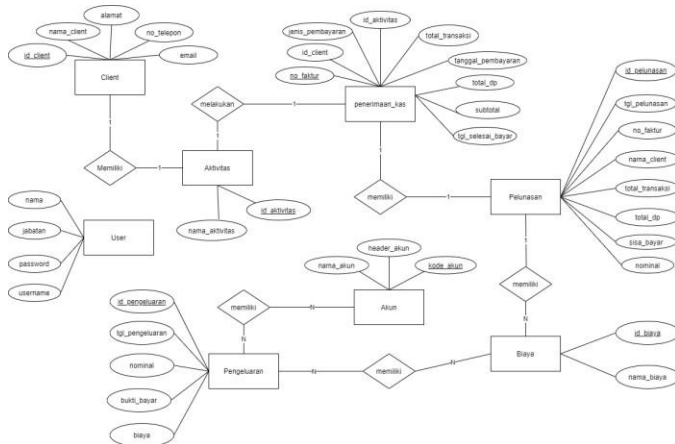 alamat
nama_client
no_telepon
id_client
email
Client
id_aktivitas
jenis_pembayaran
total_transaksi
id_client
tanggal_pembayaran
no_faktur
total_dp
penerimaan_kas
subtotal
tgl_selesai_bayar
melakukan
1
1
1
1
Memiliki
1
Aktivitas
id_aktivitas
nama_aktivitas
1
memiliki
1
Pelunasan
id_pelunasan
tgl_pelunasan
no_faktur
nama_client
total_transaksi
total_dp
sisa_bayar
nominal
nama
jabatan
password
username
User
header_akun
nama_akun
kode_akun
Akun
memiliki
N
N
1
memiliki
N
id_pengeluaran
tgl_pengeluaran
nominal
bukti_bayar
biaya
Pengeluaran
N
memiliki
N
Biaya
id_biaya
nama_biaya